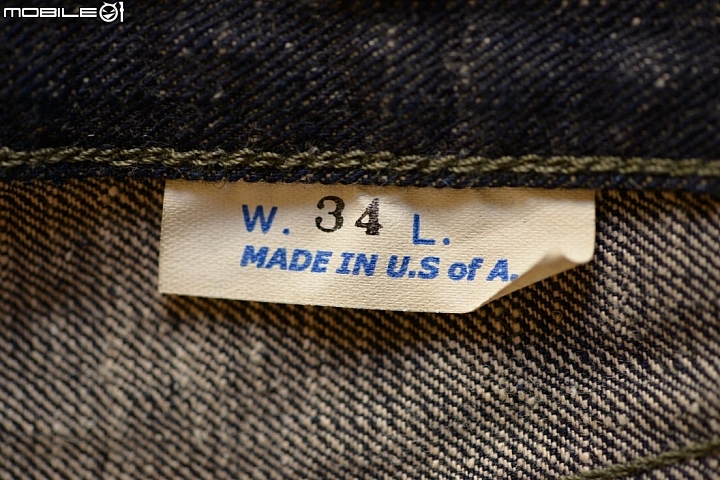 MOBILE01
W. 34 L.
MADE IN U.S of A.